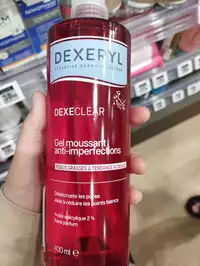 DEXERYL
DEXECLEAR
Gel moussant
anti-imperfections
PEAUX GRASSES À TENDANCE ACNÉIQUE
Désincruste les pores
Aide à réduire les points blancs
Acide salicylique 2 %
Sans parfum
400 ml